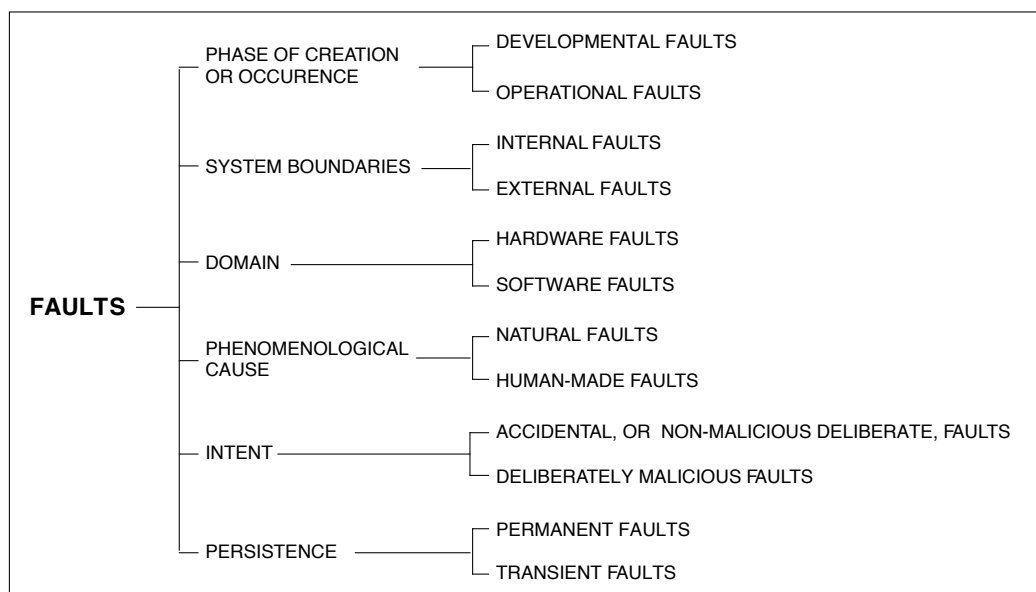 FAULTS
PHASE OF CREATION
OR OCCURENCE
DEVELOPMENTAL FAULTS
OPERATIONAL FAULTS
SYSTEM BOUNDARIES
INTERNAL FAULTS
EXTERNAL FAULTS
DOMAIN
HARDWARE FAULTS
SOFTWARE FAULTS
PHENOMENOLOGICAL
CAUSE
NATURAL FAULTS
HUMAN-MADE FAULTS
INTENT
ACCIDENTAL, OR NON-MALICIOUS DELIBERATE, FAULTS
DELIBERATELY MALICIOUS FAULTS
PERSISTENCE
PERMANENT FAULTS
TRANSIENT FAULTS